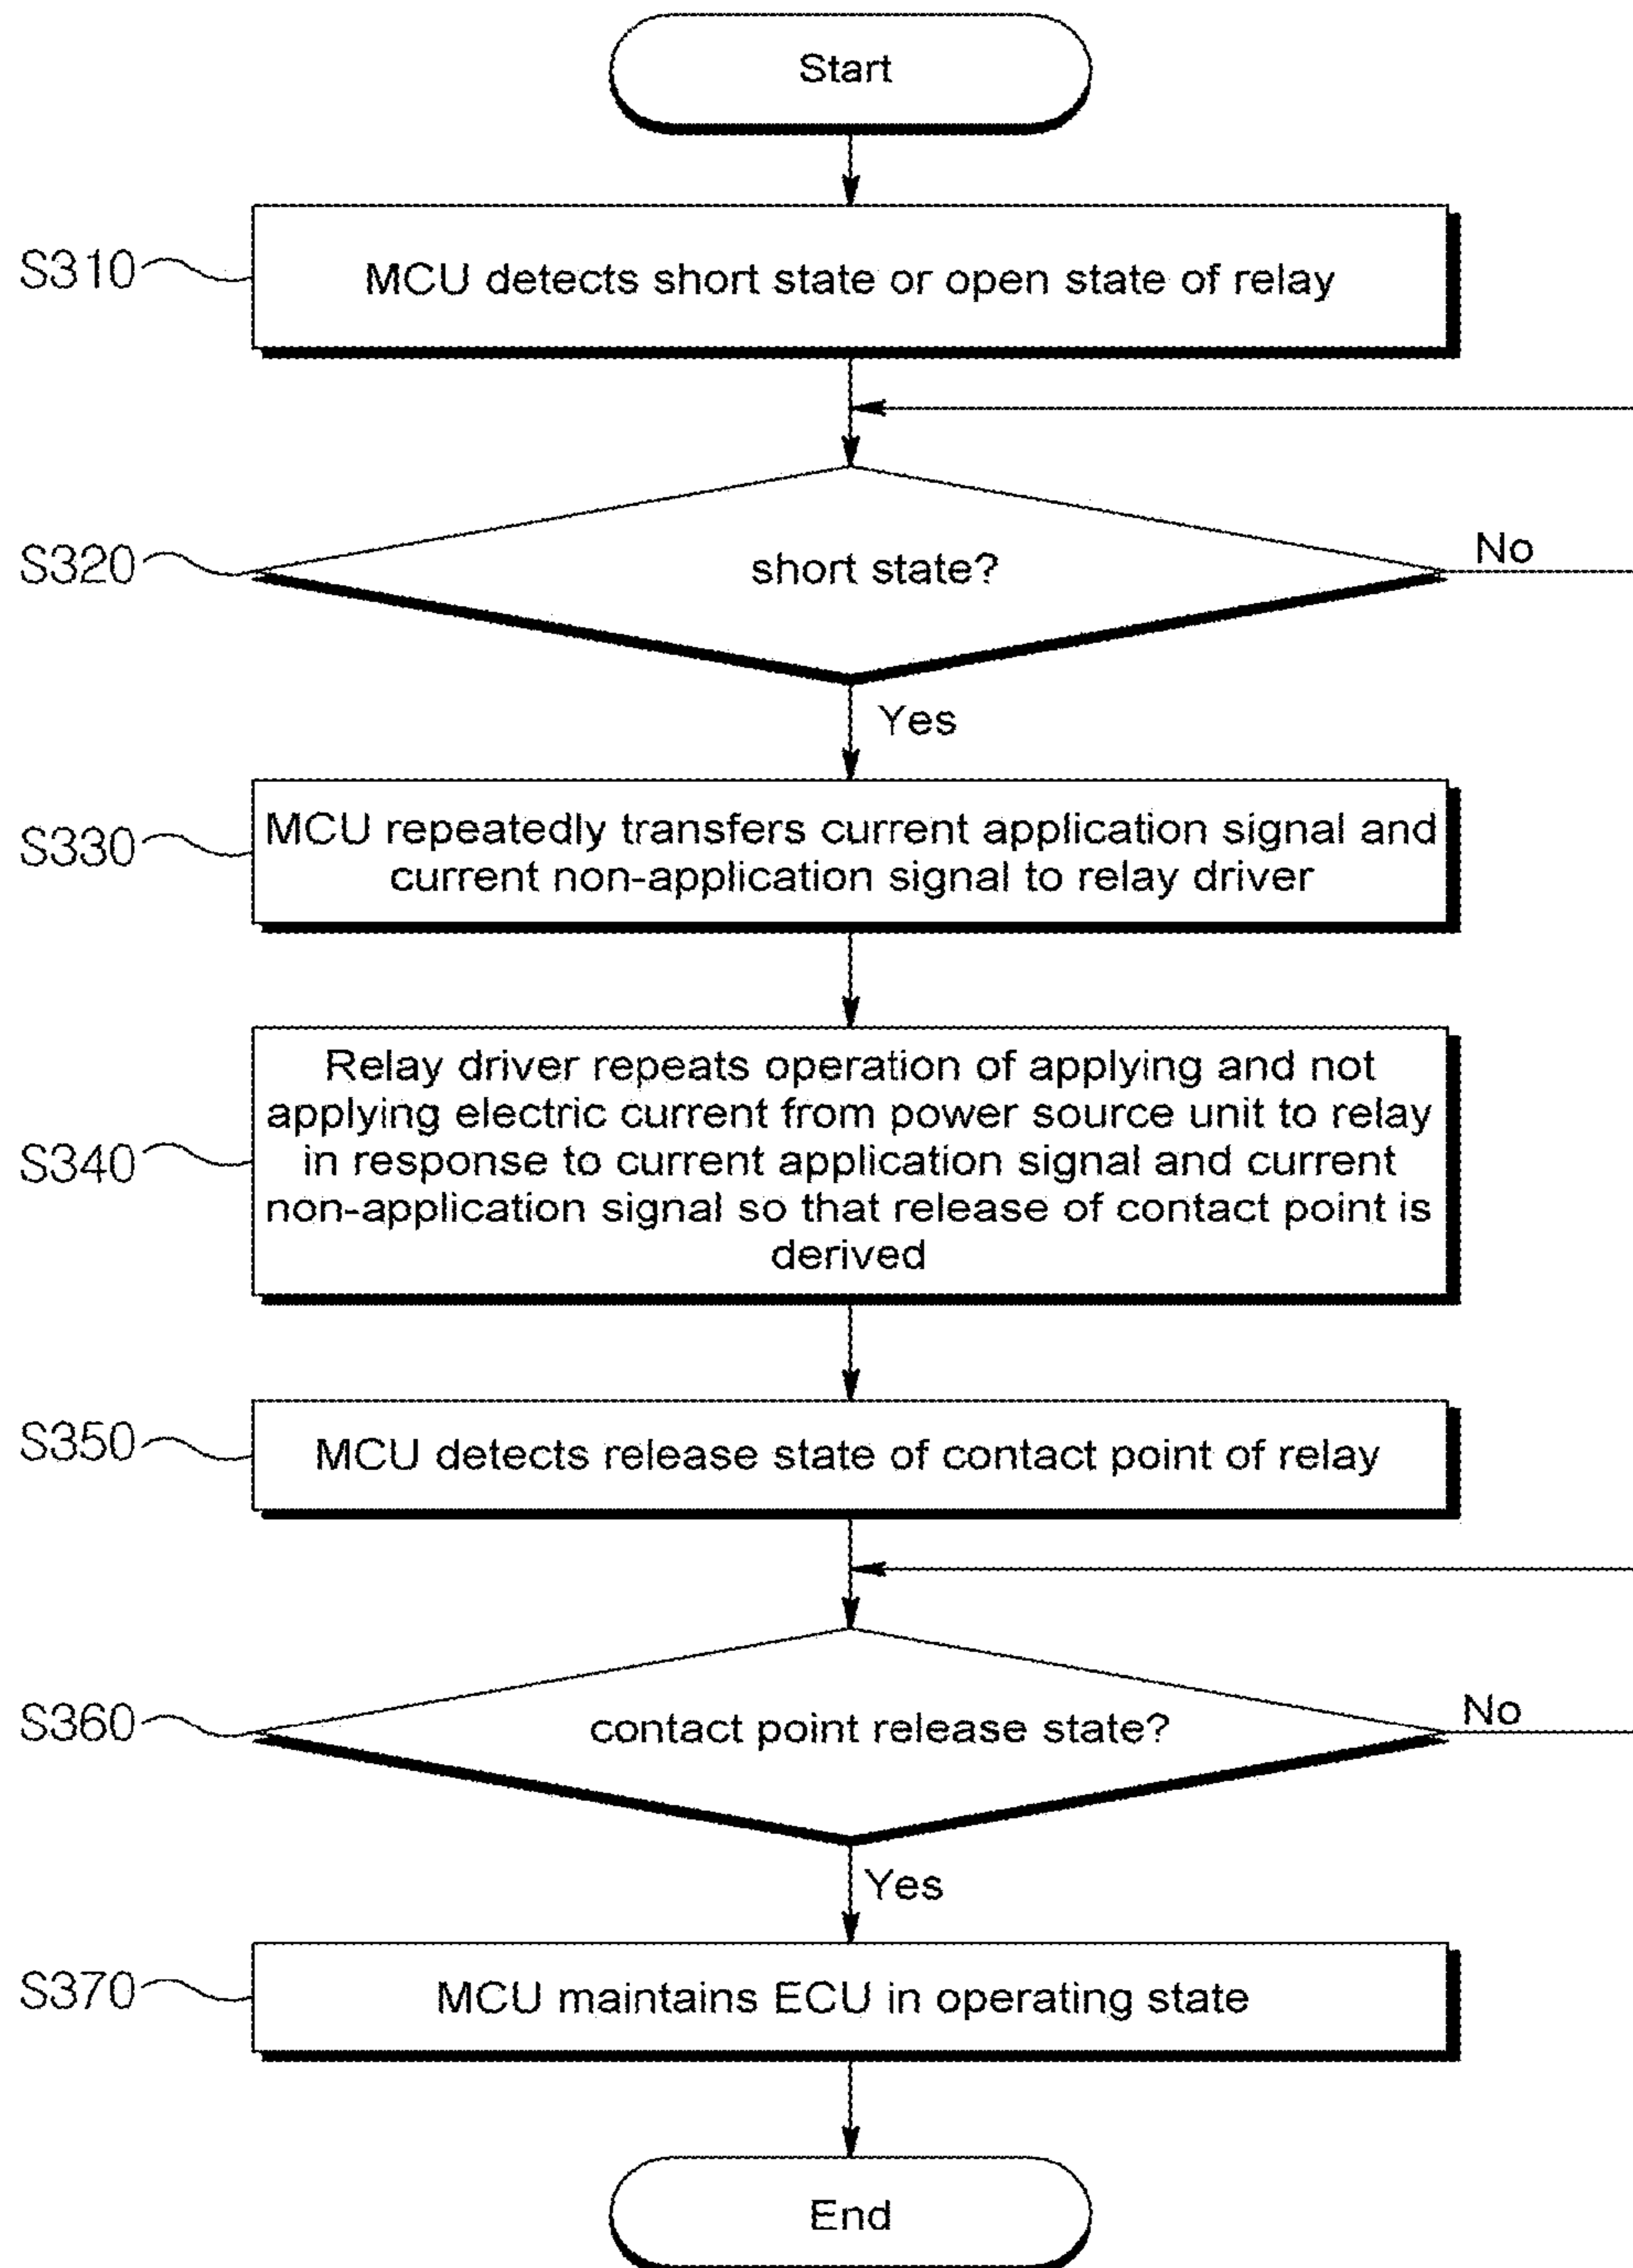 Start
S310
MCU detects short state or open state of relay
S320
short state?
No
Yes
S330
MCU repeatedly transfers current application signal and
current non-application signal to relay driver
S340
Relay driver repeats operation of applying and not
applying electric current from power source unit to relay
in response to current application signal and current
non-application signal so that release of contact point is
derived
S350
MCU detects release state of contact point of relay
S360
contact point release state?
No
Yes
S370
MCU maintains ECU in operating state
End